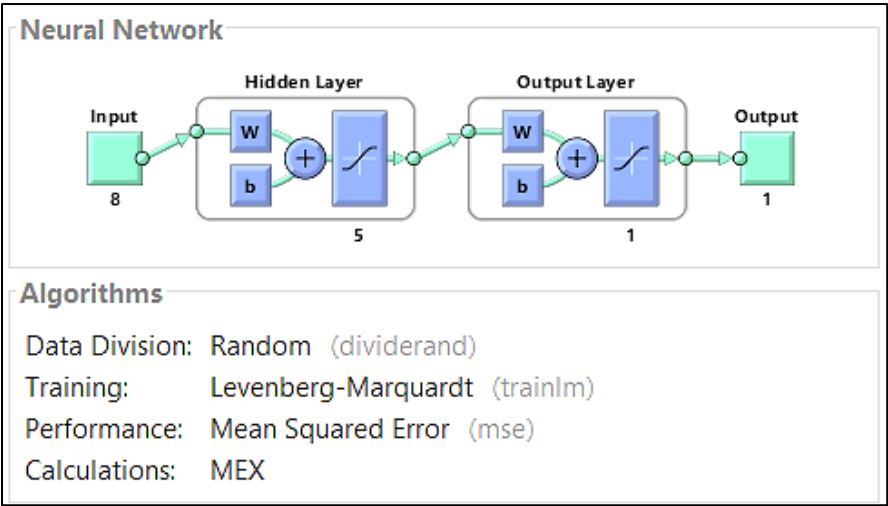 Neural Network
Hidden Layer
Output Layer
Input
Output
W
W
+
+
b
b
8
1
5
1
Algorithms
Data Division: Random (dividerand)
Training: Levenberg-Marquardt (trainlm)
Performance: Mean Squared Error (mse)
Calculations: MEX